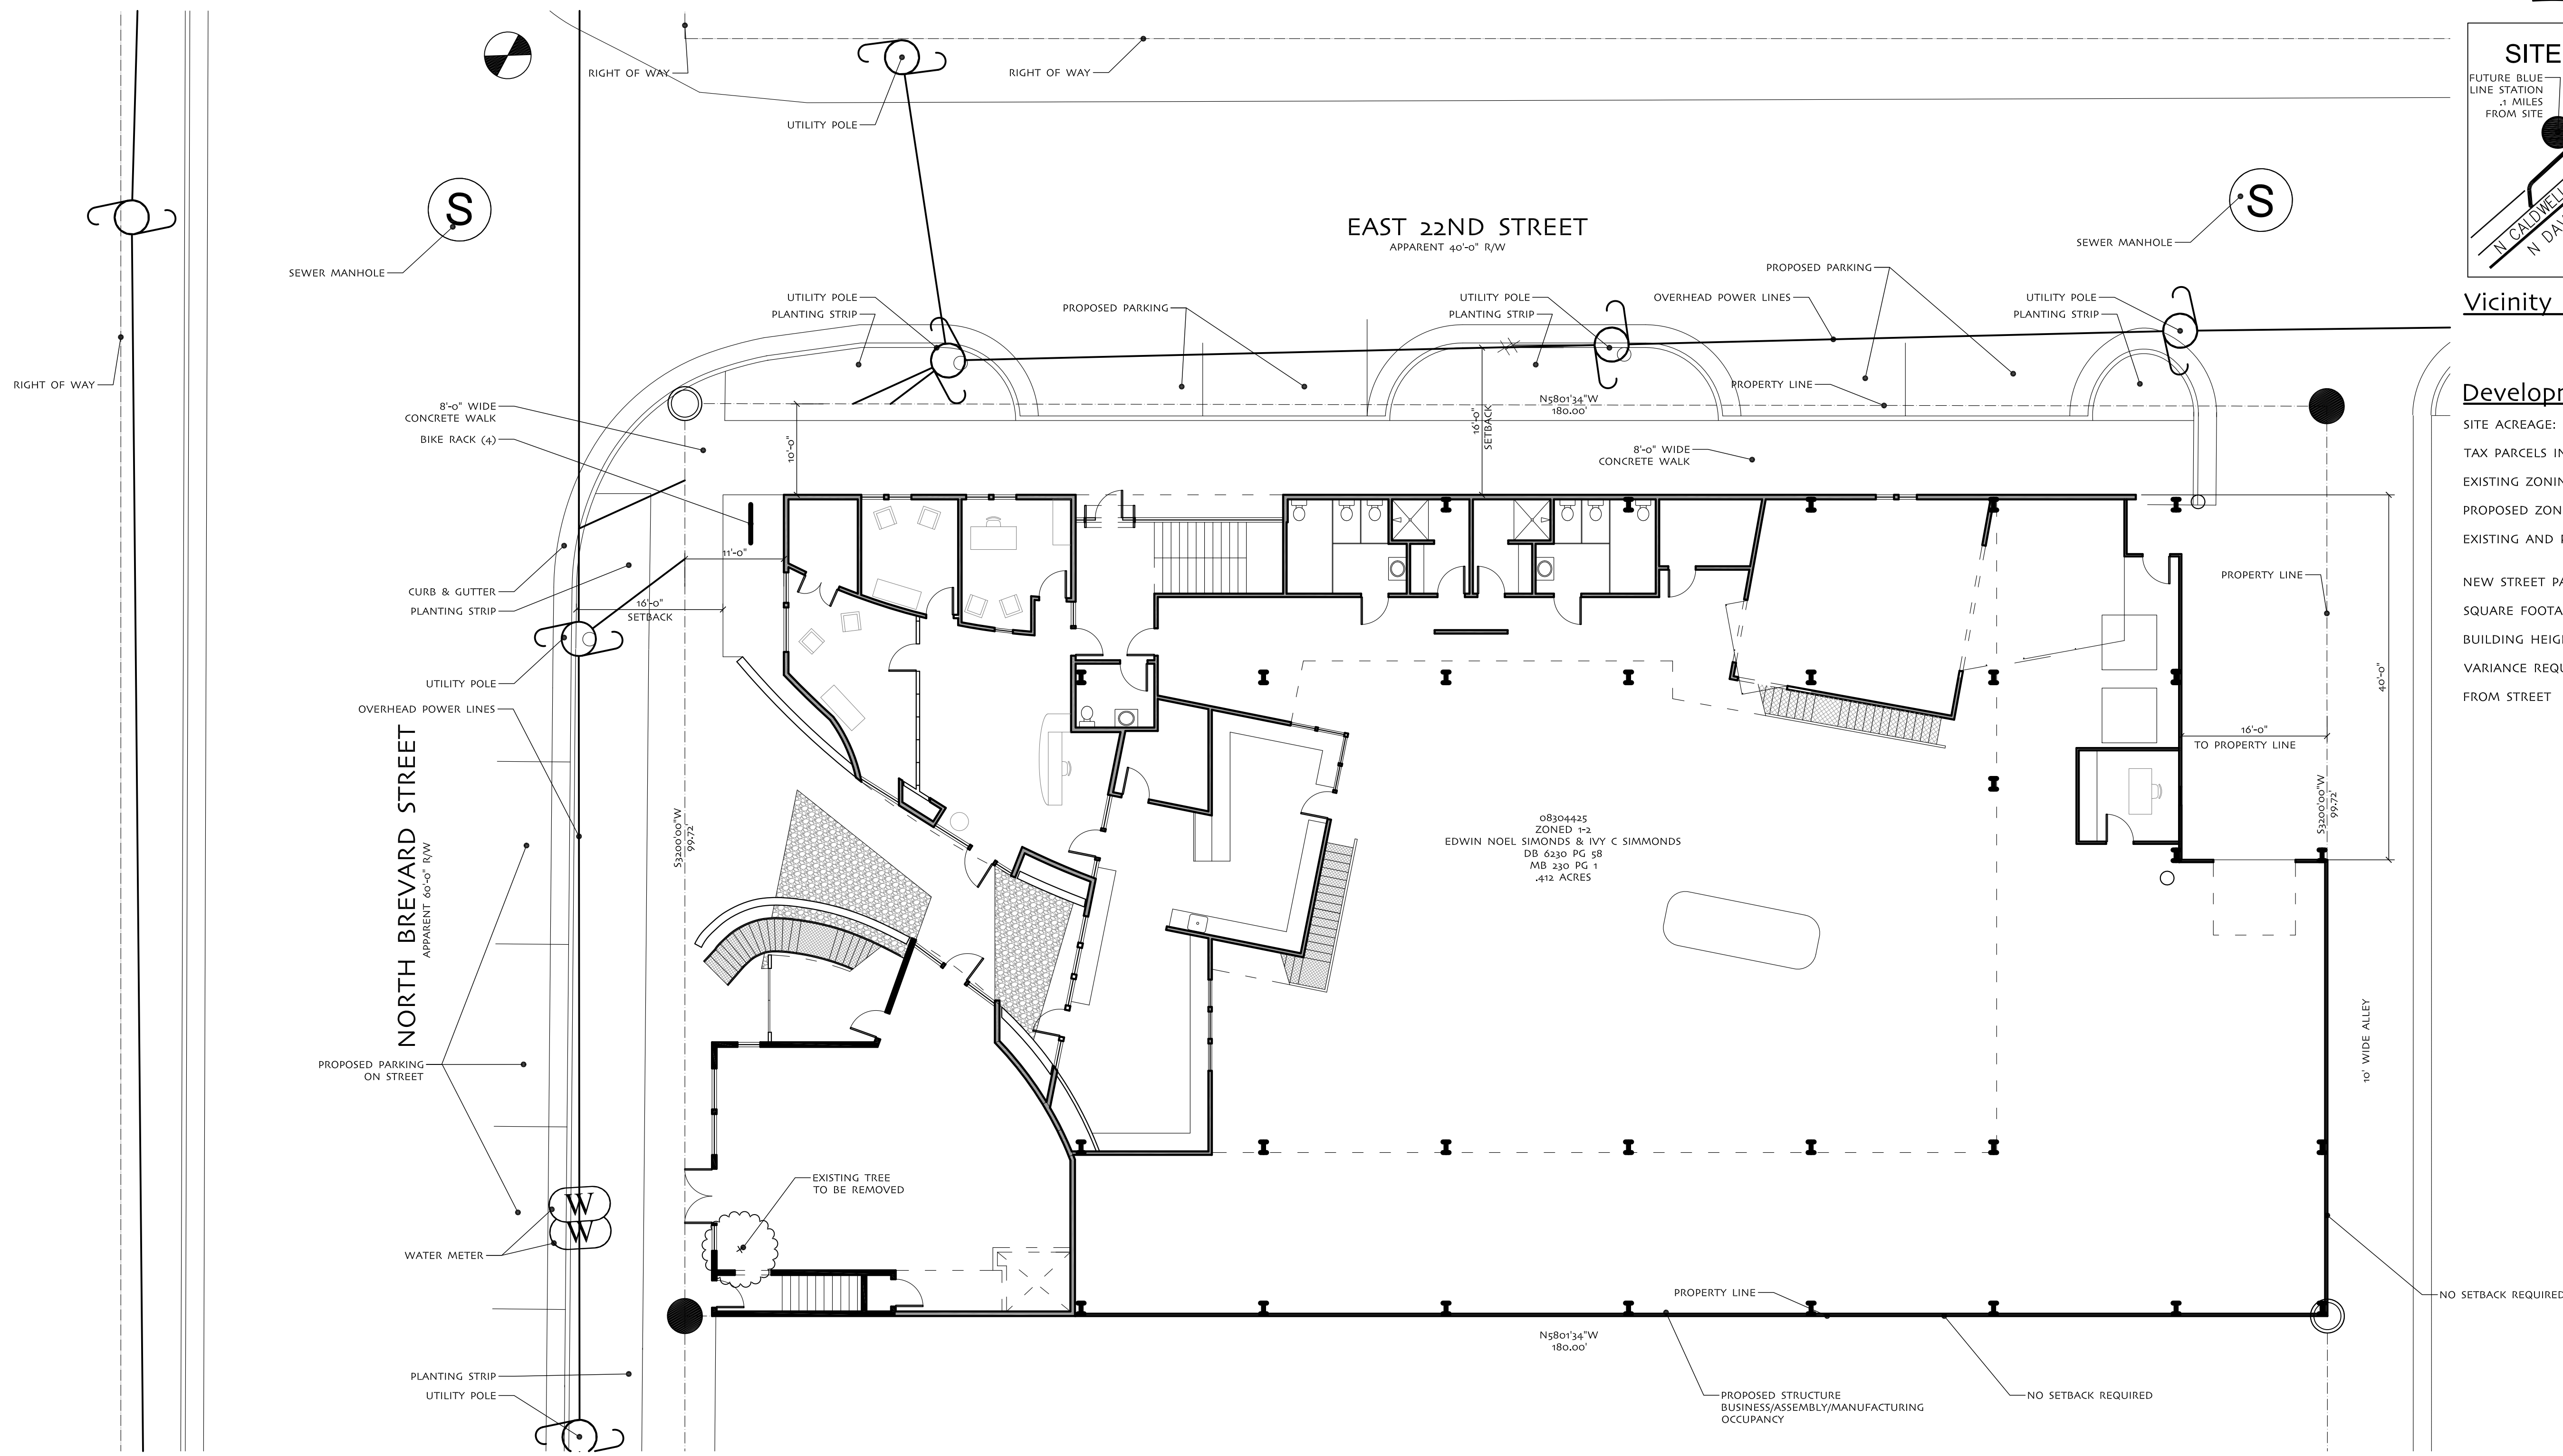 RIGHT OF WAY
RIGHT OF WAY
UTILITY POLE
SITE
FUTURE BLUE
LINE STATION
.1 MILES
FROM SITE
N CALDWELL
N DAV
S
SEWER MANHOLE
EAST 22ND STREET
APPARENT 40'-0" R/W
S
SEWER MANHOLE
UTILITY POLE
PLANTING STRIP
PROPOSED PARKING
UTILITY POLE
PLANTING STRIP
PROPOSED PARKING
OVERHEAD POWER LINES
UTILITY POLE
PLANTING STRIP
Vicinity
RIGHT OF WAY
8'-0" WIDE
CONCRETE WALK
BIKE RACK (4)
10'-0"
16'-0"
SETBACK
PROPERTY LINE
N5801'34"W
180.00'
8'-0" WIDE
CONCRETE WALK
Developm
SITE ACREAGE:
TAX PARCELS IN
EXISTING ZONIN
PROPOSED ZON
EXISTING AND P
NEW STREET PA
SQUARE FOOTA
BUILDING HEIG
VARIANCE REQU
FROM STREET
11'-0"
CURB & GUTTER
PLANTING STRIP
16'-0"
SETBACK
PROPERTY LINE
UTILITY POLE
OVERHEAD POWER LINES
40'-0"
16'-0"
TO PROPERTY LINE
NORTH BREVARD STREET
APPARENT 60'-0" R/W
S3200'00"W
99.72'
08304425
ZONED 1-2
EDWIN NOEL SIMONDS & IVY C SIMMONDS
DB 6230 PG 58
MB 230 PG 1
.412 ACRES
S3200'00"W
99.72'
10' WIDE ALLEY
PROPOSED PARKING
ON STREET
EXISTING TREE
TO BE REMOVED
W
W
WATER METER
PROPERTY LINE
NO SETBACK REQUIRED
N5801'34"W
180.00'
PLANTING STRIP
UTILITY POLE
PROPOSED STRUCTURE
BUSINESS/ASSEMBLY/MANUFACTURING
OCCUPANCY
NO SETBACK REQUIRED